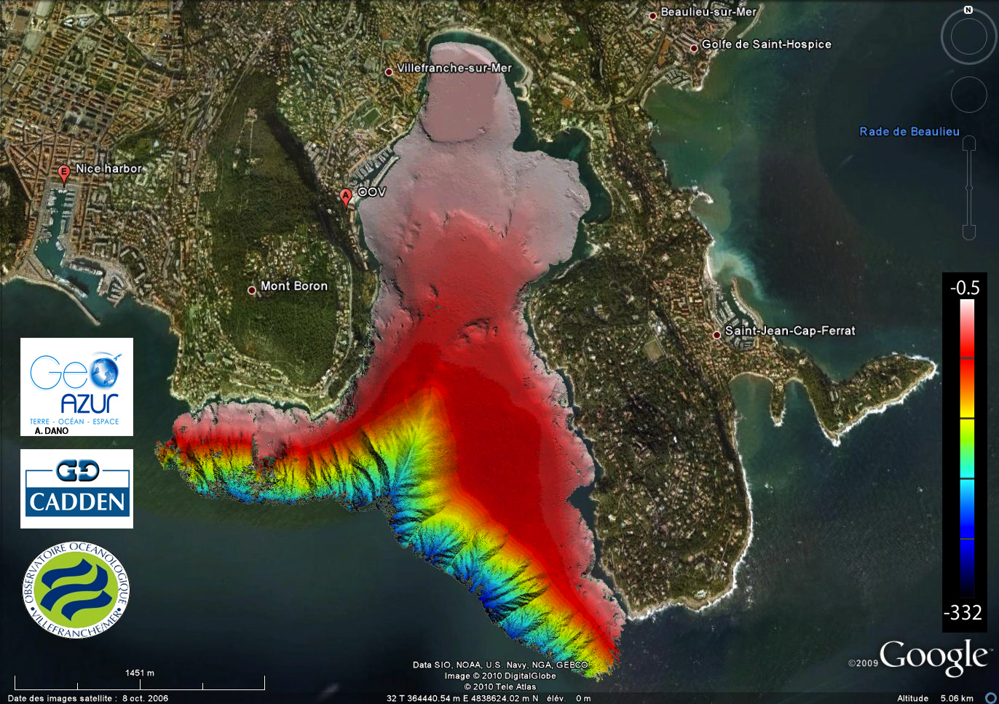 N
Beaulieu-sur-Mer
Golfe de Saint-Hospice
Villefranche-sur-Mer
Rade de Beaulieu
E
Nice harbor
A
OOV
Mont Boron
-0.5
Saint-Jean-Cap-Ferrat
GeO
AZUR
TERRE - OCÉAN - ESPACE
A. DANO
GD
CADDEN
OBSERVATOIRE OCEANOLOGIQUE
• VILLEFRANCHE/MER •
-332
©2009 Google™
Data SIO, NOAA, U.S. Navy, NGA, GEBCO
Image © 2010 DigitalGlobe
© 2010 Tele Atlas
1451 m
Date des images satellite : 8 oct. 2006
32 T 364440.54 m E 4838624.02 m N élév. 0 m
Altitude 5.06 km